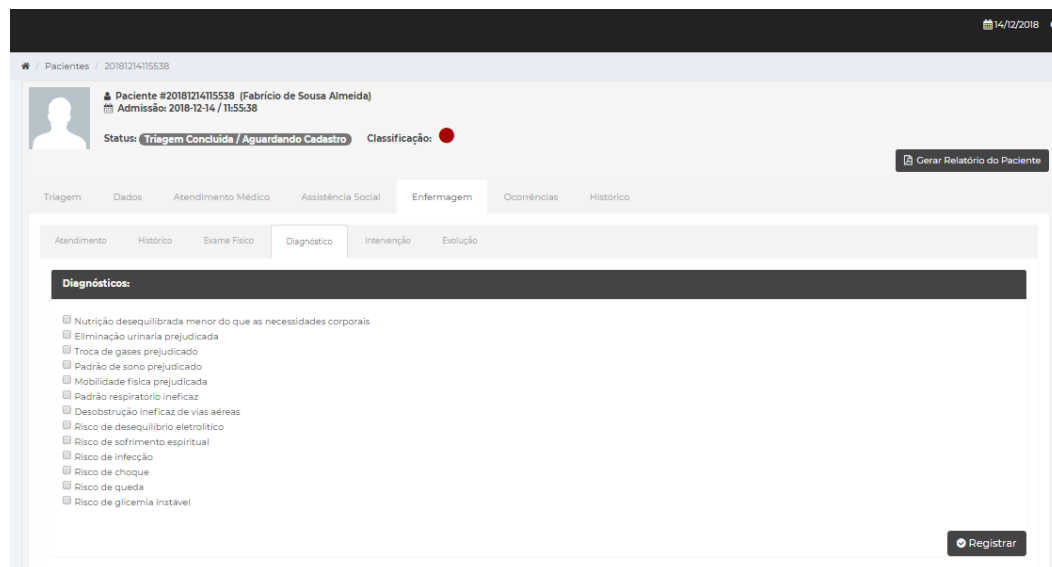 14/12/2018
/ Pacientes / 20181214115538
Paciente #20181214115538 (Fabrício de Sousa Almeida)
Admissão: 2018-12-14 / 11:55:38
Status: Triagem Concluida / Aguardando Cadastro Classificação:
Gerar Relatório do Paciente
Triagem Dados Atendimento Médico Assistência Social Enfermagem Ocorrências Histórico
Atendimento Histórico Exame Físico Diagnóstico Intervenção Evolução
Diagnósticos:
Nutrição desequilibrada menor do que as necessidades corporais
Eliminação urinaria prejudicada
Troca de gases prejudicado
Padrão de sono prejudicado
Mobilidade física prejudicada
Padrão respiratório ineficaz
Desobstrução ineficaz de vias aéreas
Risco de desequilíbrio eletrolítico
Risco de sofrimento espiritual
Risco de infecção
Risco de choque
Risco de queda
Risco de glicemia instável
Registrar